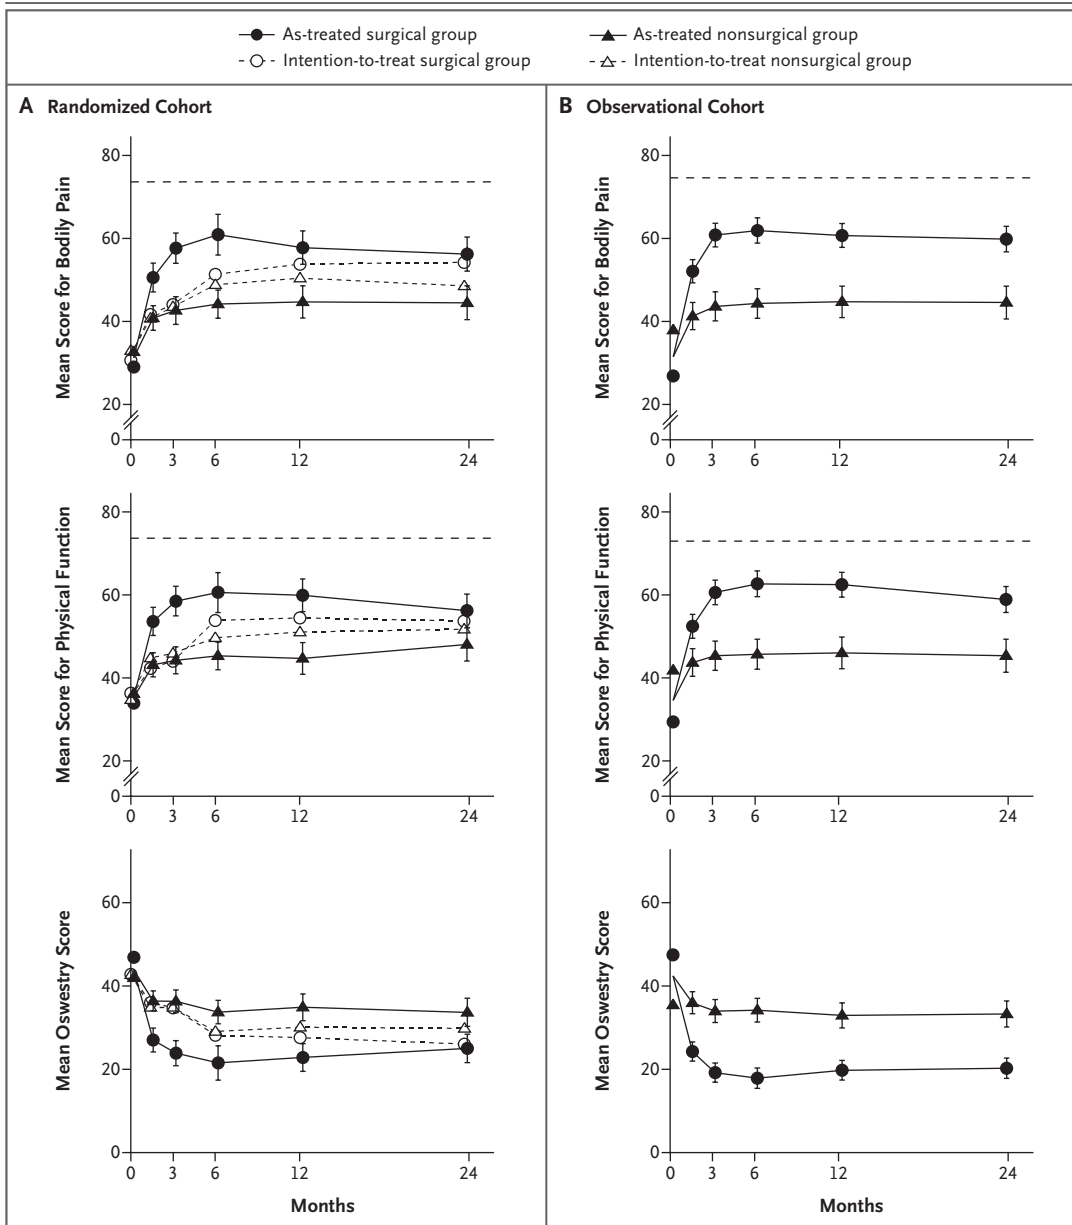 As-treated surgical group
As-treated nonsurgical group
Intention-to-treat surgical group
Intention-to-treat nonsurgical group
A Randomized Cohort
Mean Score for Bodily Pain
80
60
40
20
0
0 3 6 12 24
Mean Score for Physical Function
80
60
40
20
0
0 3 6 12 24
Mean Oswestry Score
60
40
20
0
0 3 6 12 24
Months
B Observational Cohort
Mean Score for Bodily Pain
80
60
40
20
0
0 3 6 12 24
Mean Score for Physical Function
80
60
40
20
0
0 3 6 12 24
Mean Oswestry Score
60
40
20
0
0 3 6 12 24
Months